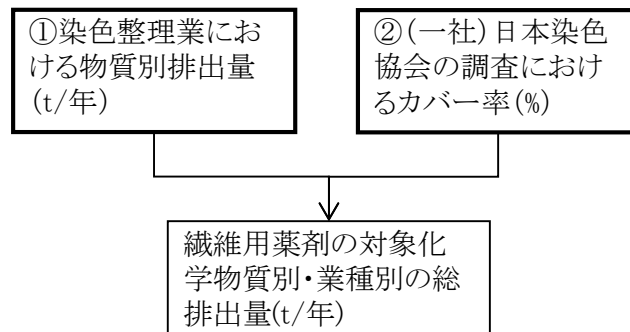 ①染色整理業にお
ける物質別排出量
(t/年)
②(一社)日本染色
協会の調査におけ
るカバー率(%)
繊維用薬剤の対象化
学物質別・業種別の総
排出量(t/年)